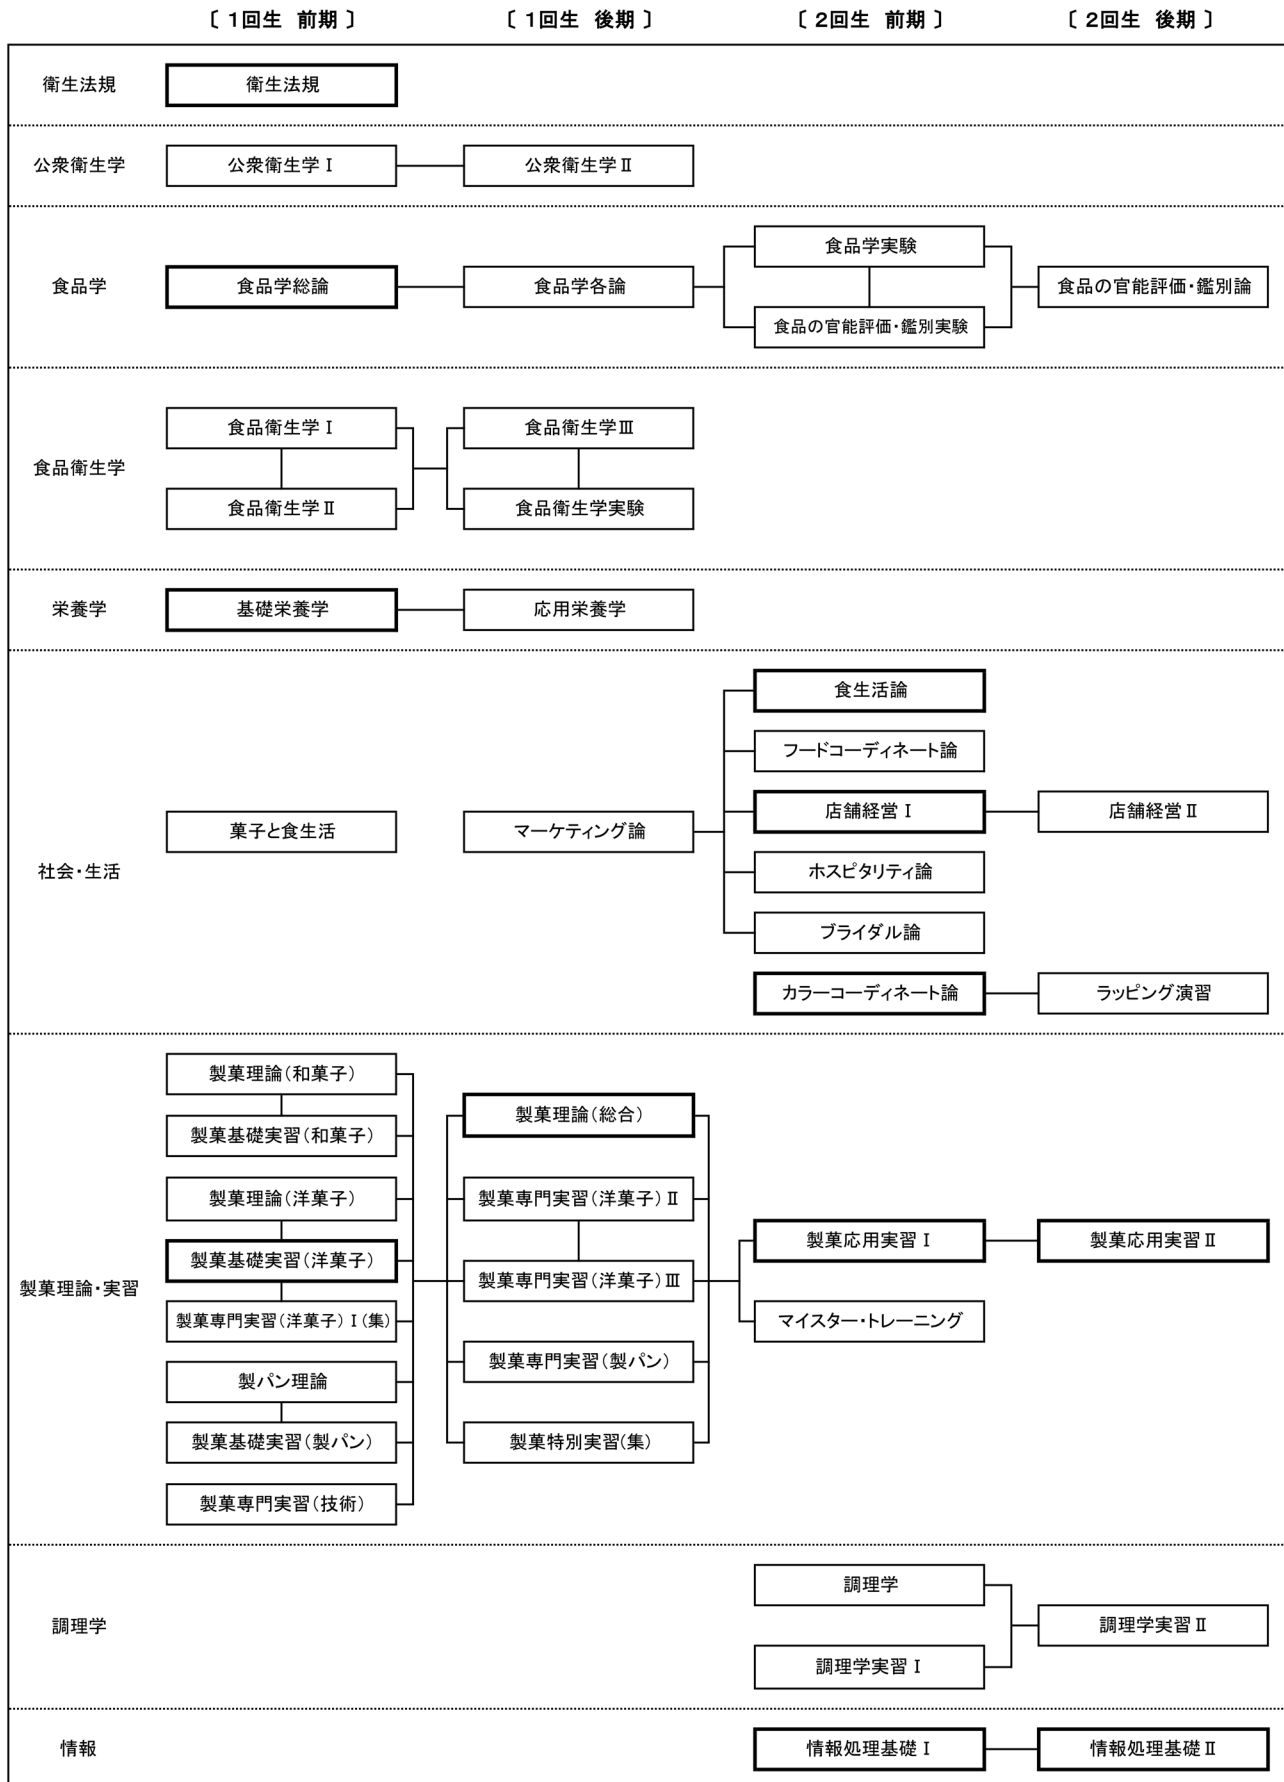 〔 1回生 前期 〕 〔 1回生 後期 〕 〔 2回生 前期 〕 〔 2回生 後期 〕
衛生法規 衛生法規
公衆衛生学 公衆衛生学Ⅰ 公衆衛生学Ⅱ
食品学実験
食品学 食品学総論 食品学各論 食品の官能評価・鑑別論
食品の官能評価・鑑別実験
食品衛生学Ⅰ 食品衛生学Ⅲ
食品衛生学
食品衛生学Ⅱ 食品衛生学実験
栄養学 基礎栄養学 応用栄養学
食生活論
フードコーディネート論
店舗経営Ⅰ 店舗経営Ⅱ
菓子と食生活 マーケティング論
社会・生活 ホスピタリティ論
ブライダル論
カラーコーディネート論 ラッピング演習
製菓理論(和菓子)
製菓理論(総合)
製菓基礎実習(和菓子)
製菓理論(洋菓子) 製菓専門実習(洋菓子)Ⅱ
製菓応用実習Ⅰ 製菓応用実習Ⅱ
製菓基礎実習(洋菓子)
製菓専門実習(洋菓子)Ⅲ
製菓理論・実習
製菓専門実習(洋菓子)Ⅰ(集) マイスター・トレーニング
製菓専門実習(製パン)
製パン理論
製菓基礎実習(製パン) 製菓特別実習(集)
製菓専門実習(技術)
調理学
調理学 調理学実習Ⅱ
調理学実習Ⅰ
情報 情報処理基礎Ⅰ 情報処理基礎Ⅱ